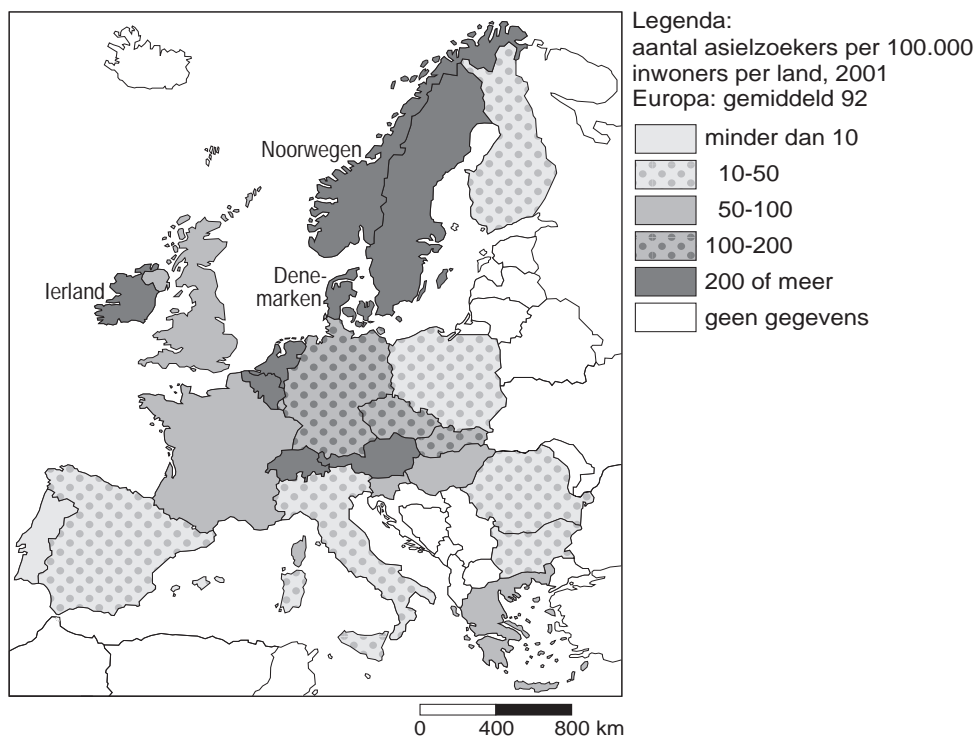 Legenda:
aantal asielzoekers per 100.000
inwoners per land, 2001
Europa: gemiddeld 92
minder dan 10
10-50
50-100
100-200
200 of meer
geen gegevens
Noorwegen
Dene-
marken
Ierland
0 400 800 km